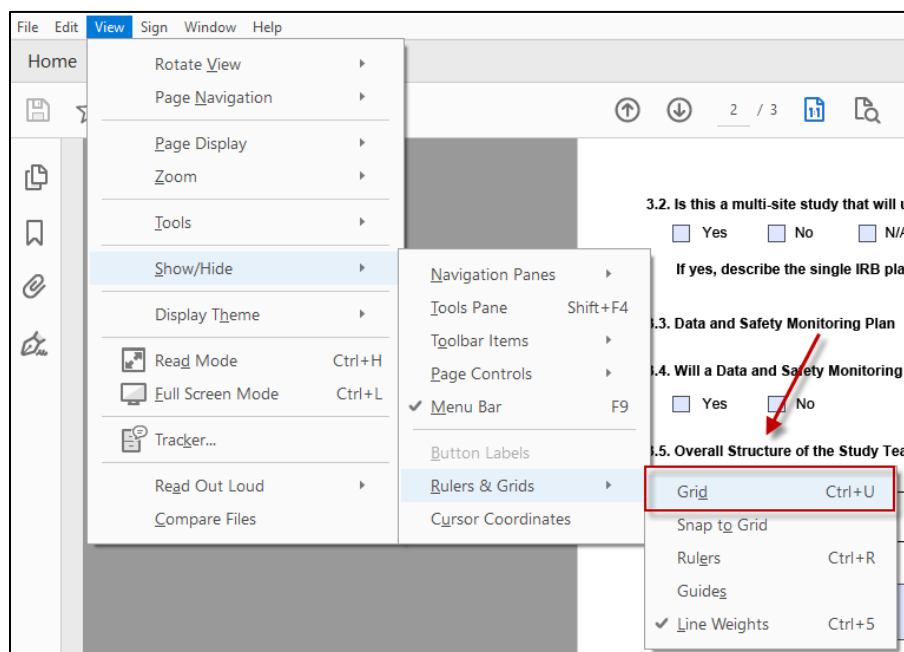 File Edit View Sign Window Help
Home
2 / 3
Rotate View
Page Navigation
Page Display
Zoom
Tools
Show/Hide
Display Theme
Read Mode Ctrl+H
Full Screen Mode Ctrl+L
Tracker...
Read Out Loud
Compare Files
Navigation Panes
Tools Pane Shift+F4
Toolbar Items
Page Controls
Menu Bar F9
Button Labels
Rulers & Grids
Cursor Coordinates
Grid Ctrl+U
Snap to Grid
Rulers Ctrl+R
Guides
Line Weights Ctrl+5
3.2. Is this a multi-site study that will u
Yes No N/A
If yes, describe the single IRB pla
3.3. Data and Safety Monitoring Plan
3.4. Will a Data and Safety Monitoring
Yes No
3.5. Overall Structure of the Study Tea